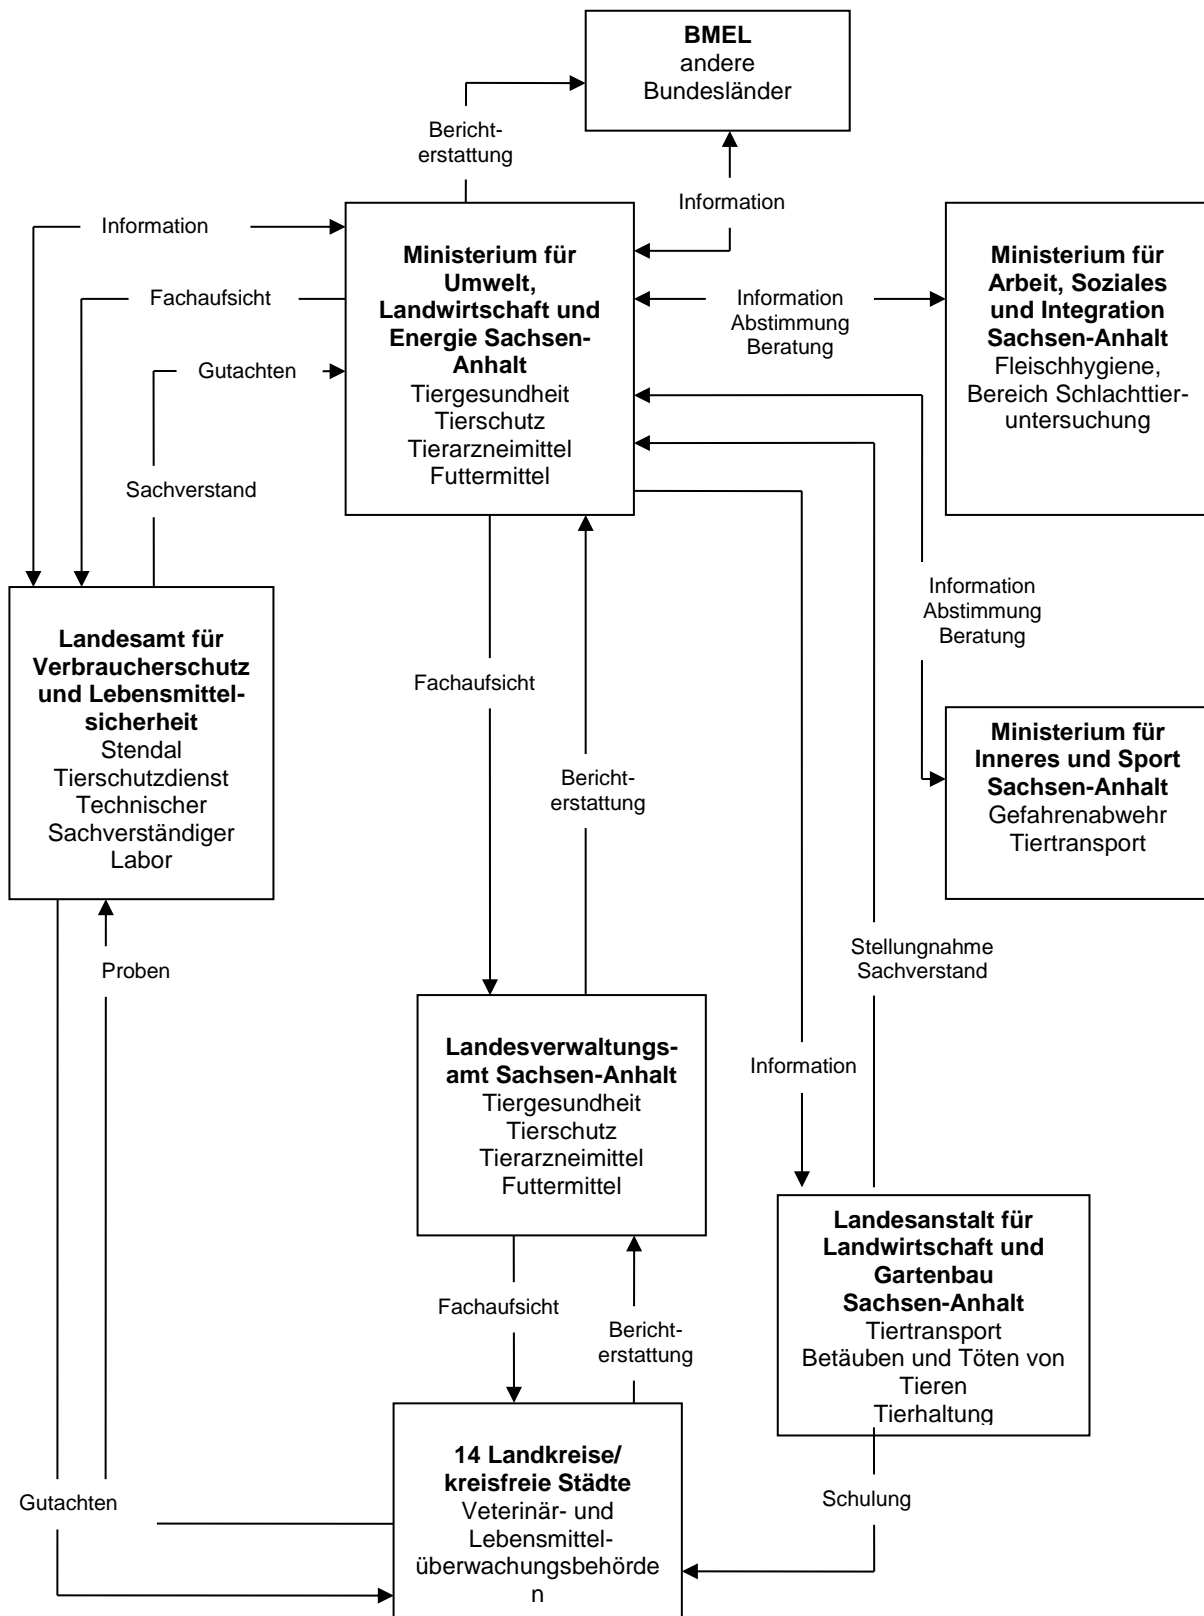 BMEL
andere
Bundesländer
Bericht-
erstattung
Information
Information
Fachaufsicht
Gutachten
Sachverstand
Ministerium für
Umwelt,
Landwirtschaft und
Energie Sachsen-
Anhalt
Tiergesundheit
Tierschutz
Tierarzneimittel
Futtermittel
Information
Abstimmung
Beratung
Ministerium für
Arbeit, Soziales
und Integration
Sachsen-Anhalt
Fleischhygiene,
Bereich Schlachttier-
untersuchung
Information
Abstimmung
Beratung
Landesamt für
Verbraucherschutz
und Lebensmittel-
sicherheit
Stendal
Tierschutzdienst
Technischer
Sachverständiger
Labor
Fachaufsicht
Bericht-
erstattung
Ministerium für
Inneres und Sport
Sachsen-Anhalt
Gefahrenabwehr
Tiertransport
Proben
Stellungnahme
Sachverstand
Landesverwaltungs-
amt Sachsen-Anhalt
Tiergesundheit
Tierschutz
Tierarzneimittel
Futtermittel
Information
Landesanstalt für
Landwirtschaft und
Gartenbau
Sachsen-Anhalt
Tiertransport
Betäuben und Töten von
Tieren
Tierhaltung
Fachaufsicht
Bericht-
erstattung
14 Landkreise/
kreisfreie Städte
Veterinär- und
Lebensmittel-
überwachungsbehörde
n
Gutachten
Schulung